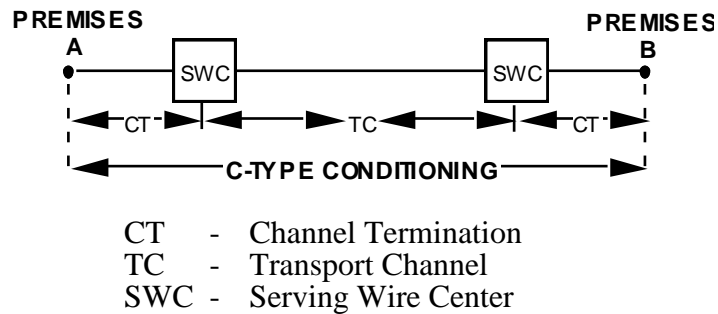 PREMISES
A
PREMISES
B
SWC
SWC
CT
TC
CT
C-TYPE CONDITIONING
CT - Channel Termination
TC - Transport Channel
SWC - Serving Wire Center